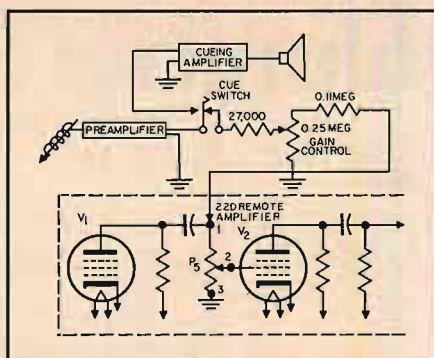 CUEING
AMPLIFIER
CUE
SWITCH
0.11MEG
27,000
PREAMPLIFIER
0.25 MEG
GAIN
CONTROL
22D REMOTE
AMPLIFIER
V1
1
V2
P5
2
3